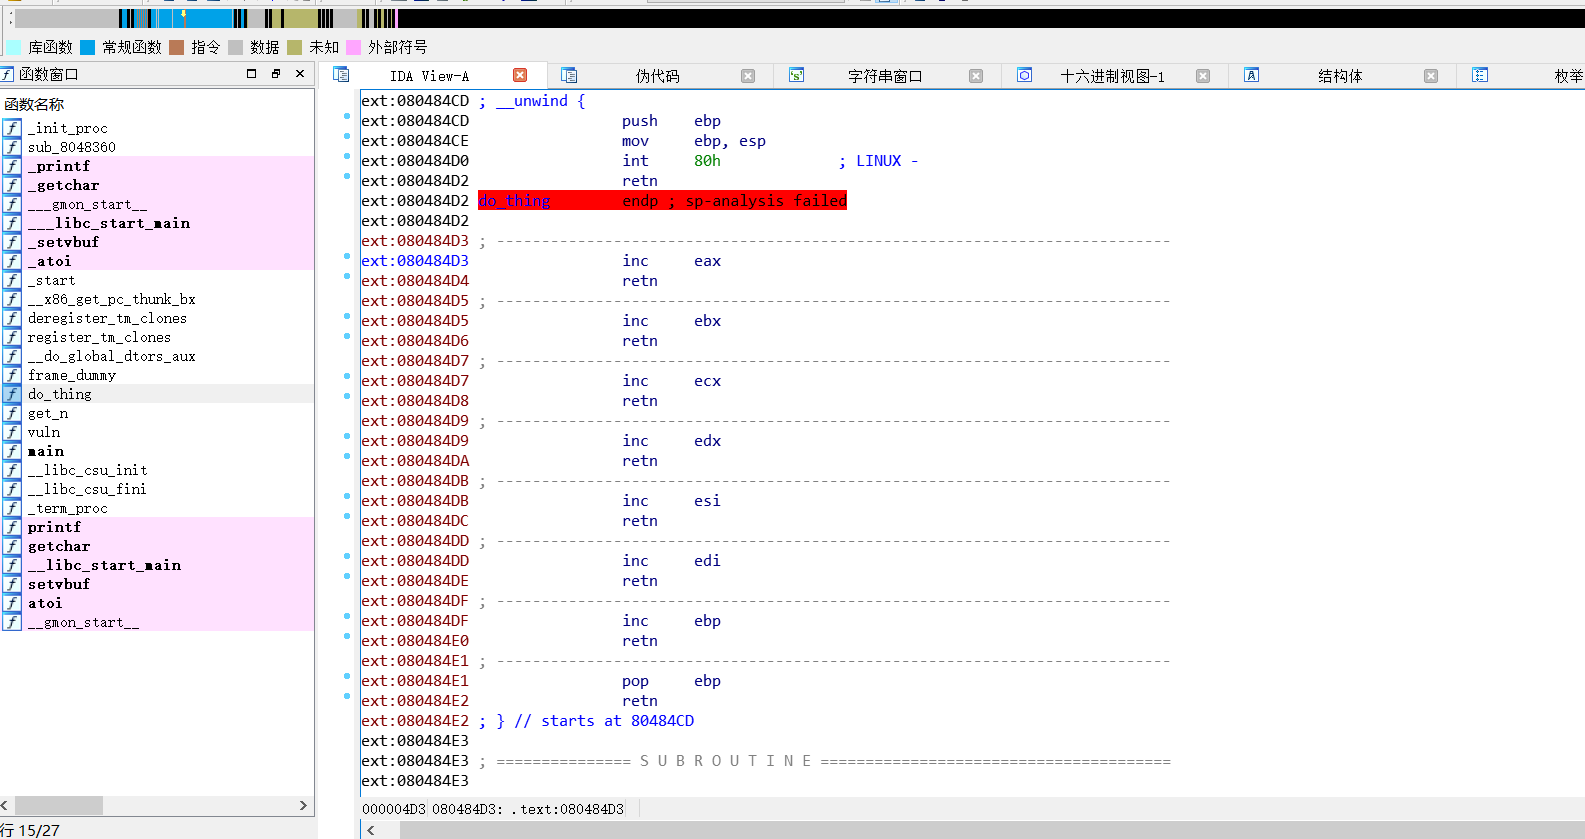 库函数 常规函数 指令 数据 未知 外部符号
函数窗口
IDA View-A 伪代码 字符串窗口 十六进制视图-1 结构体 枚举
函数名称
_init_proc
sub_8048360
_printf
_getchar
___gmon_start__
___libc_start_main
_setvbuf
_atoi
_start
__x86_get_pc_thunk_bx
deregister_tm_clones
register_tm_clones
__do_global_dtors_aux
frame_dummy
do_thing
get_n
vuln
main
__libc_csu_init
__libc_csu_fini
_term_proc
printf
getchar
__libc_start_main
setvbuf
atoi
__gmon_start__
行 15/27
ext:080484CD ; __unwind {
ext:080484CD push ebp
ext:080484CE mov ebp, esp
ext:080484D0 int 80h ; LINUX -
ext:080484D2 retn
ext:080484D2 do_thing endp ; sp-analysis failed
ext:080484D2
ext:080484D3 ; ---------------------------------------------------------------------------
ext:080484D3 inc eax
ext:080484D4 retn
ext:080484D5 ; ---------------------------------------------------------------------------
ext:080484D5 inc ebx
ext:080484D6 retn
ext:080484D7 ; ---------------------------------------------------------------------------
ext:080484D7 inc ecx
ext:080484D8 retn
ext:080484D9 ; ---------------------------------------------------------------------------
ext:080484D9 inc edx
ext:080484DA retn
ext:080484DB ; ---------------------------------------------------------------------------
ext:080484DB inc esi
ext:080484DC retn
ext:080484DD ; ---------------------------------------------------------------------------
ext:080484DD inc edi
ext:080484DE retn
ext:080484DF ; ---------------------------------------------------------------------------
ext:080484DF inc ebp
ext:080484E0 retn
ext:080484E1 ; ---------------------------------------------------------------------------
ext:080484E1 pop ebp
ext:080484E2 retn
ext:080484E2 ; } // starts at 80484CD
ext:080484E3
ext:080484E3 ; =============== S U B R O U T I N E =======================================
ext:080484E3
000004D3 080484D3: .text:080484D3